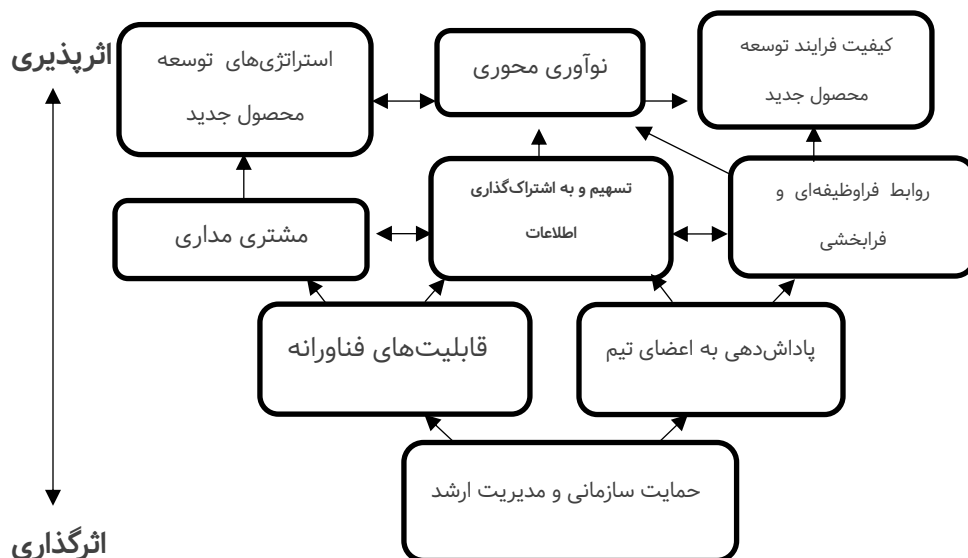 اثرپذیری
کیفیت فرایند توسعه
محصول جدید
نوآوری محوری
استراتژی‌های توسعه
محصول جدید
روابط فراوظیفه‌ای و
فرابخشی
تسهیم و به اشتراک‌گذاری
اطلاعات
مشتری مداری
پاداش‌دهی به اعضای تیم
قابلیت‌های فناورانه
حمایت سازمانی و مدیریت ارشد
اثرگذاری